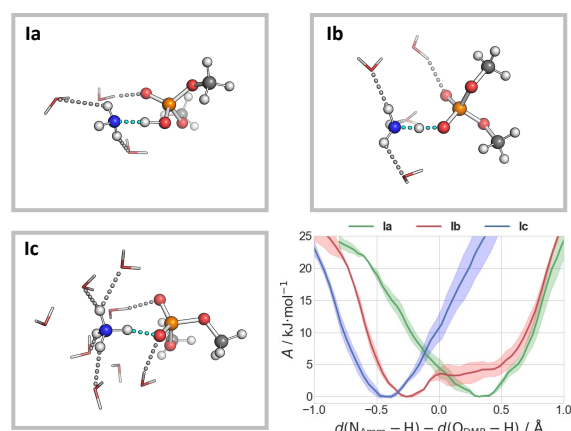 Ia
Ib
Ic
Ia Ib Ic
25
20
15
10
5
0
A / kJ·mol⁻¹
−1.0 −0.5 0.0 0.5 1.0
d(N_Amm − H) − d(O_DMP − H) / Å